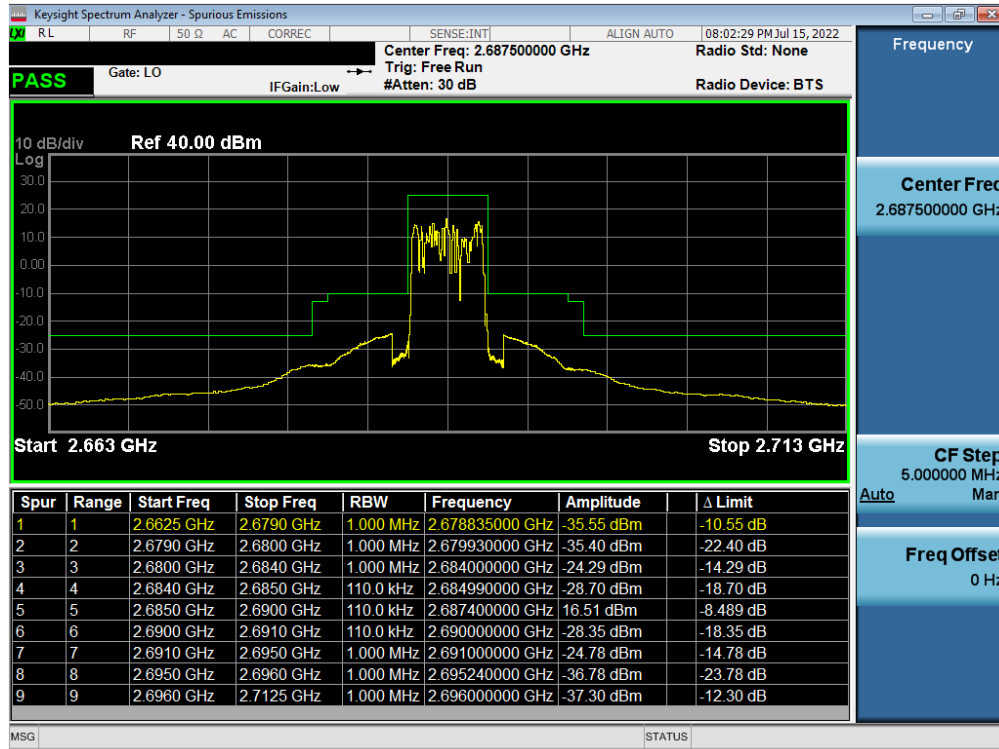 Keysight Spectrum Analyzer - Spurious Emissions
LXI RL RF 50 Ω AC CORREC SENSE:INT ALIGN AUTO 08:02:29 PM Jul 15, 2022
Center Freq: 2.687500000 GHz Radio Std: None
Trig: Free Run
PASS Gate: LO IFGain:Low #Atten: 30 dB Radio Device: BTS
Frequency
10 dB/div Ref 40.00 dBm
Log
30.0
20.0
10.0
0.00
-10.0
-20.0
-30.0
-40.0
-50.0
Start 2.663 GHz Stop 2.713 GHz
Center Freq
2.687500000 GHz
CF Step
5.000000 MHz
Auto Man
Freq Offset
0 Hz
Spur Range Start Freq Stop Freq RBW Frequency Amplitude Δ Limit
1 1 2.6625 GHz 2.6790 GHz 1.000 MHz 2.678835000 GHz -35.55 dBm -10.55 dB
2 2 2.6790 GHz 2.6800 GHz 1.000 MHz 2.679930000 GHz -35.40 dBm -22.40 dB
3 3 2.6800 GHz 2.6840 GHz 1.000 MHz 2.684000000 GHz -24.29 dBm -14.29 dB
4 4 2.6840 GHz 2.6850 GHz 110.0 kHz 2.684990000 GHz -28.70 dBm -18.70 dB
5 5 2.6850 GHz 2.6900 GHz 110.0 kHz 2.687400000 GHz 16.51 dBm -8.489 dB
6 6 2.6900 GHz 2.6910 GHz 110.0 kHz 2.690000000 GHz -28.35 dBm -18.35 dB
7 7 2.6910 GHz 2.6950 GHz 1.000 MHz 2.691000000 GHz -24.78 dBm -14.78 dB
8 8 2.6950 GHz 2.6960 GHz 1.000 MHz 2.695240000 GHz -36.78 dBm -23.78 dB
9 9 2.6960 GHz 2.7125 GHz 1.000 MHz 2.696000000 GHz -37.30 dBm -12.30 dB
MSG STATUS